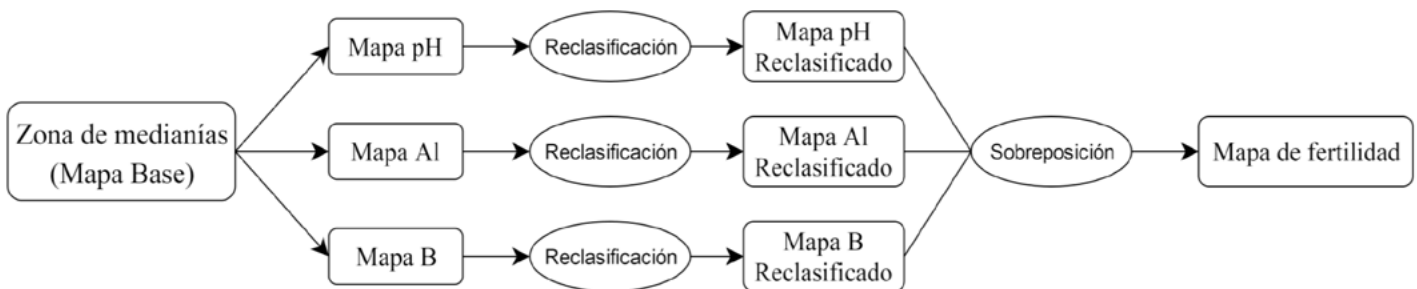 Zona de medianías
(Mapa Base)
Mapa pH
Reclasificación
Mapa pH
Reclasificado
Mapa Al
Reclasificación
Mapa Al
Reclasificado
Mapa B
Reclasificación
Mapa B
Reclasificado
Sobreposición
Mapa de fertilidad